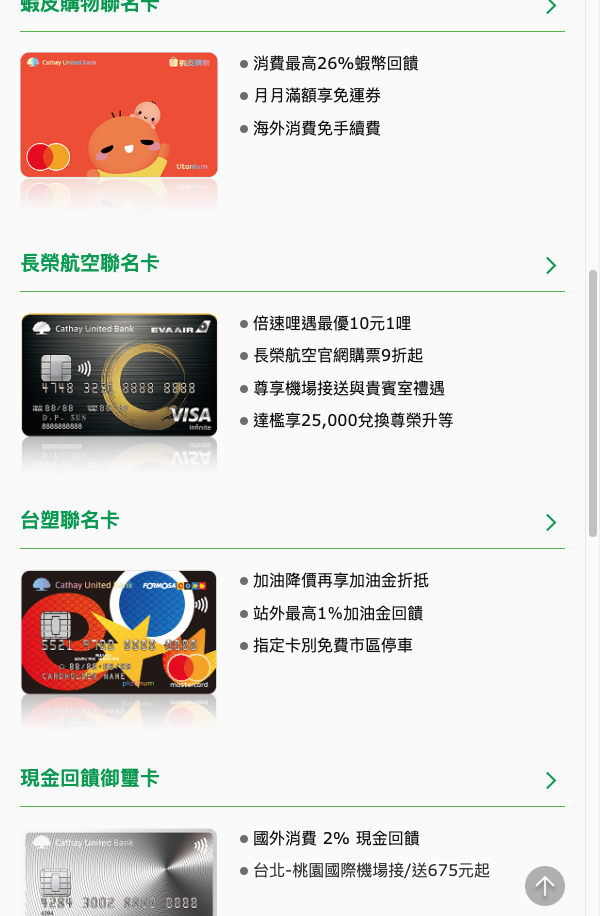 蝦皮購物聯名卡
Cathay United Bank
蝦皮購物
titanium
消費最高26%蝦幣回饋
月月滿額享免運券
海外消費免手續費
長榮航空聯名卡
Cathay United Bank
EVA AIR
4748 3250 8888 8888
88/88 88/88
D.P. SUN
8888888888
VISA
Infinite
倍速哩遇最優10元1哩
長榮航空官網購票9折起
尊享機場接送與貴賓室禮遇
達檻享25,000兌換尊榮升等
台塑聯名卡
Cathay United Bank
FORMOSA
5521 9700 8888 8888
88/88-88/88
CARDHOLDER NAME
platinum
mastercard
加油降價再享加油金折抵
站外最高1%加油金回饋
指定卡別免費市區停車
現金回饋御璽卡
Cathay United Bank
4284 3002 8888 8888
4284
國外消費 2% 現金回饋
台北-桃園國際機場接/送675元起